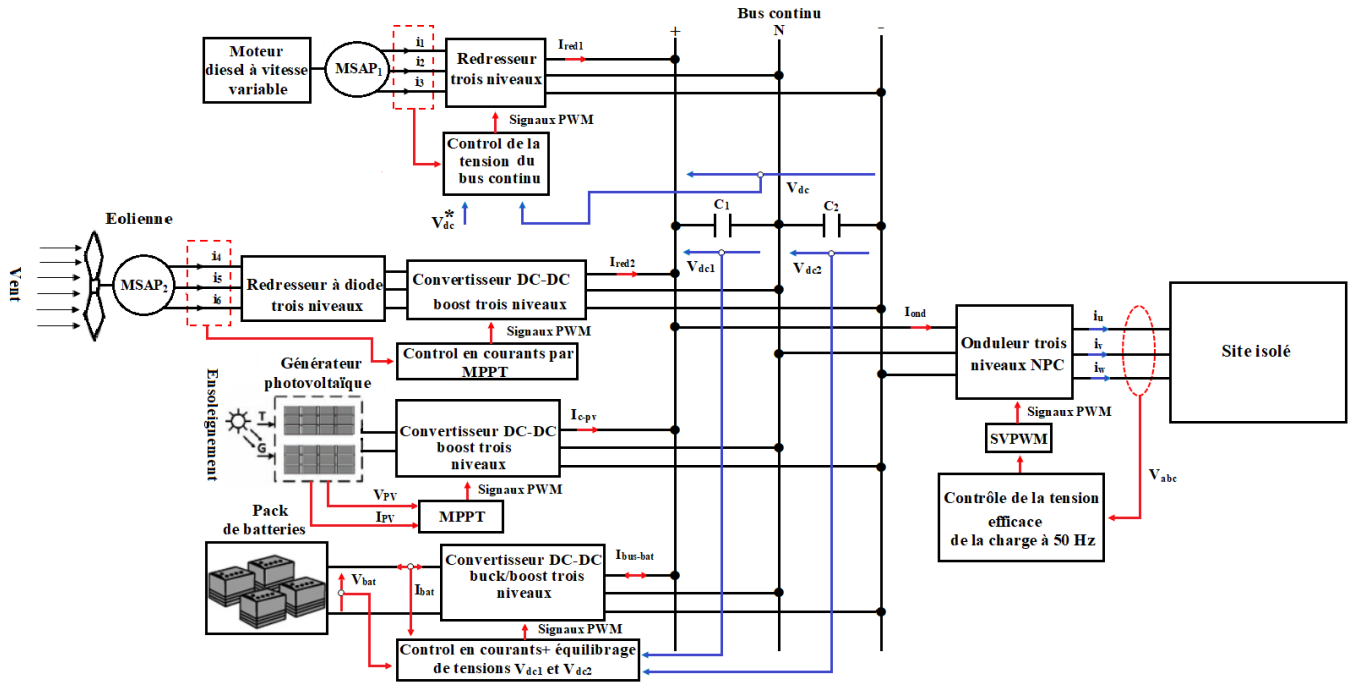 Bus continu
+
N
-
Moteur
diesel à vitesse
variable
MSAP1
i1
i2
i3
Redresseur
trois niveaux
Ired1
Signaux PWM
Control de la
tension du
bus continu
Vdc*
Vdc
C1
C2
Vdc1
Vdc2
Eolienne
Vent
MSAP2
i4
i5
i6
Redresseur à diode
trois niveaux
Convertisseur DC-DC
boost trois niveaux
Ired2
Signaux PWM
Control en courants par
MPPT
Générateur
photovoltaïque
Ensoleignement
T
G
Convertisseur DC-DC
boost trois
niveaux
Ic-pv
Signaux PWM
VPV
IPV
MPPT
Pack
de batteries
Vbat
Ibat
Convertisseur DC-DC
buck/boost trois
niveaux
Ibus-bat
Signaux PWM
Control en courants+ équilibrage
de tensions Vdc1 et Vdc2
Iond
Onduleur trois
niveaux NPC
iu
iv
iw
Site isolé
Signaux PWM
SVPWM
Vabc
Contrôle de la tension
efficace
de la charge à 50 Hz